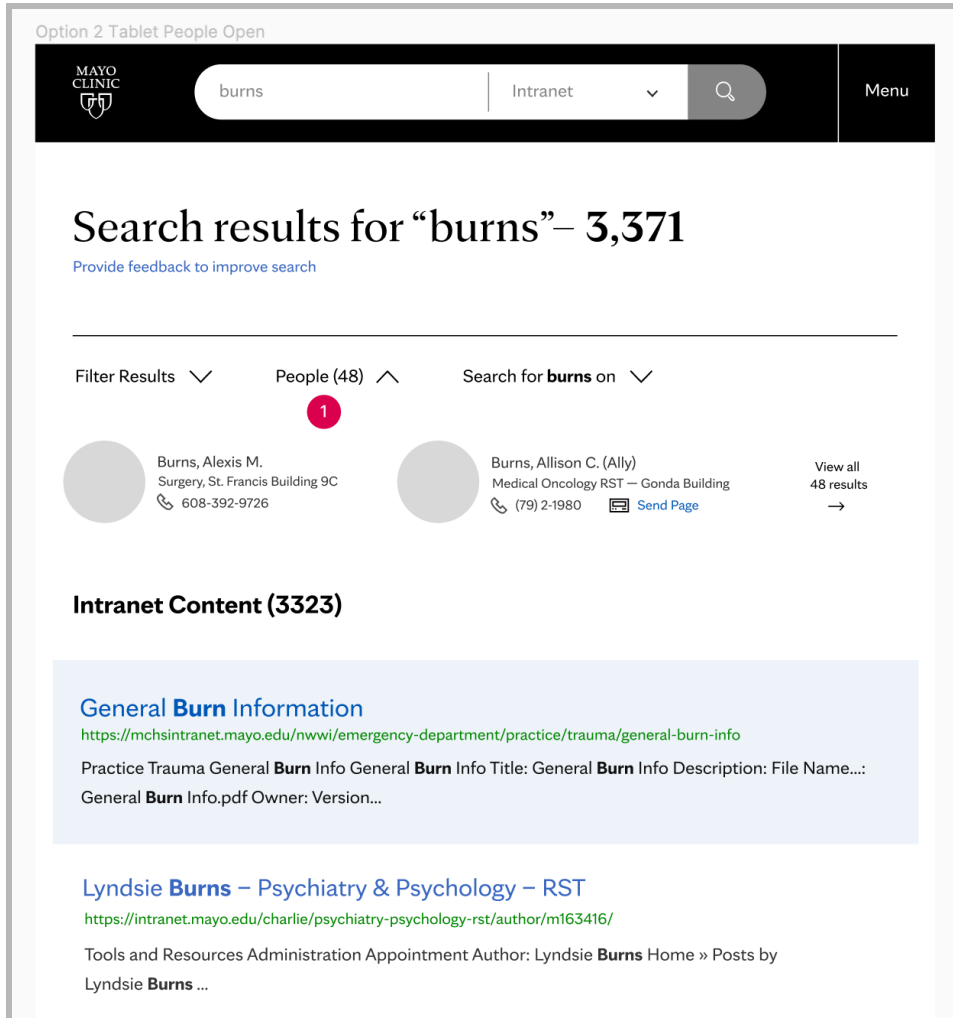 Option 2 Tablet People Open
MAYO
CLINIC
burns
Intranet
Menu
Search results for “burns”– 3,371
Provide feedback to improve search
Filter Results
People (48)
Search for burns on
1
Burns, Alexis M.
Surgery, St. Francis Building 9C
608-392-9726
Burns, Allison C. (Ally)
Medical Oncology RST — Gonda Building
(79) 2-1980
Send Page
View all
48 results
→
Intranet Content (3323)
General Burn Information
https://mchsintranet.mayo.edu/nwwi/emergency-department/practice/trauma/general-burn-info
Practice Trauma General Burn Info General Burn Info Title: General Burn Info Description: File Name...:
General Burn Info.pdf Owner: Version...
Lyndsie Burns – Psychiatry & Psychology – RST
https://intranet.mayo.edu/charlie/psychiatry-psychology-rst/author/m163416/
Tools and Resources Administration Appointment Author: Lyndsie Burns Home » Posts by
Lyndsie Burns ...